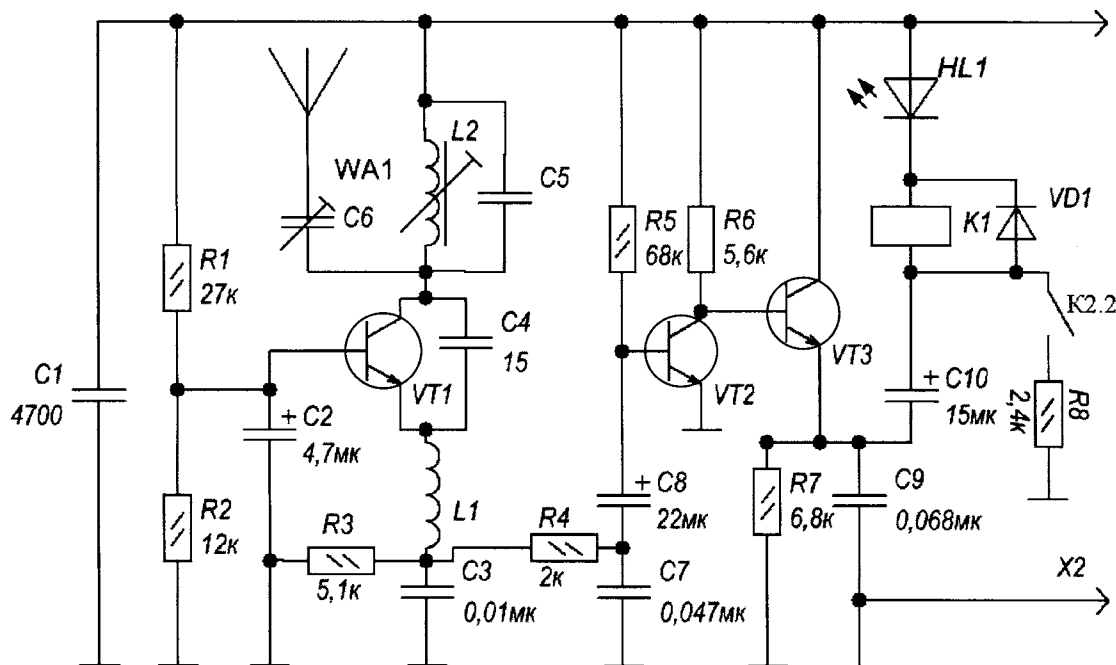 HL1
L2
WA1
C5
VD1
C6
R5
68к
R6
5,6к
K1
R1
27к
К2.2
C4
15
VT3
C1
4700
VT1
VT2
+ C10
15мк
R8
2,4к
+ C2
4,7мк
L1
+ C8
22мк
R7
6,8к
C9
0,068мк
R2
12к
R3
5,1к
R4
2к
C3
0,01мк
C7
0,047мк
X2